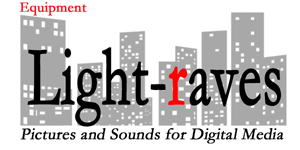 Equipment
Light-raves
Pictures and Sounds for Digital Media